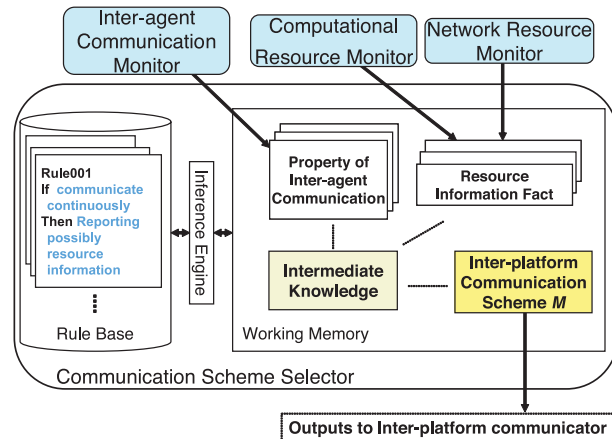 Inter-agent
Communication
Monitor
Computational
Resource Monitor
Network Resource
Monitor
Rule001
If communicate
continuously
Then Reporting
possibly
resource
information
Rule Base
Inference Engine
Property of
Inter-agent
Communication
Resource
Information Fact
Intermediate
Knowledge
Inter-platform
Communication
Scheme M
Working Memory
Communication Scheme Selector
Outputs to Inter-platform communicator